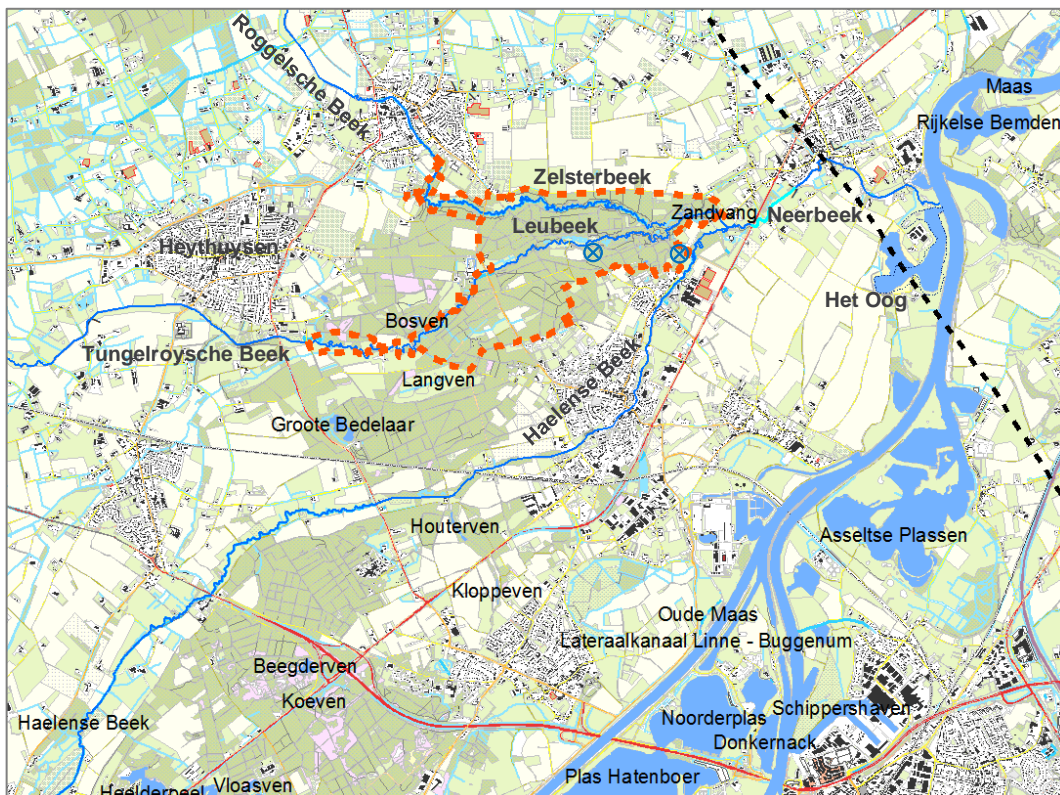 Maas
Roggelsche Beek
Rijkelse Bemden
Zelsterbeek
Zandvang
Neerbeek
Leubeek
Heythuysen
Het Oog
Bosven
Tungelroysche Beek
Langven
Haelense Beek
Groote Bedelaar
Houterven
Asseltse Plassen
Kloppeven
Oude Maas
Lateraalkanaal Linne - Buggenum
Beegderven
Koeven
Schippershaven
Noorderplas
Haelense Beek
Donkernack
Plas Hatenboer
Vloasven
Heelderpeel